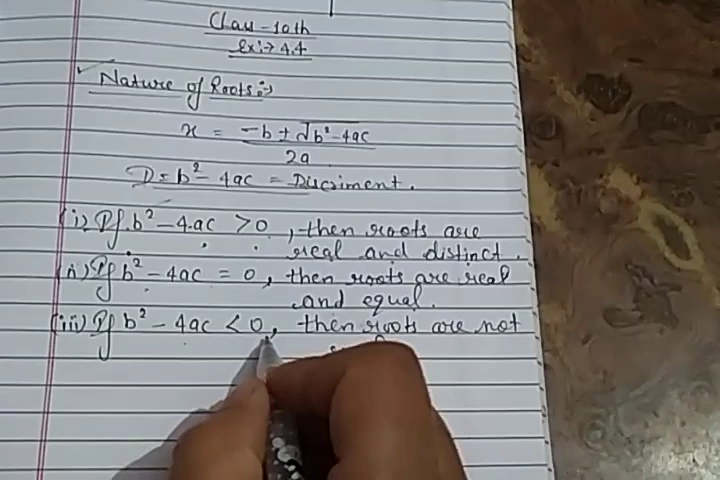 Class-10th
Ex:→ 4.4
Nature of Roots:→
x = -b ± √b²-4ac
2a
D = b² - 4ac = Discriment.
(i) If b² - 4ac > 0, then roots are
real and distinct.
(ii) If b² - 4ac = 0, then roots are real
and equal.
(iii) If b² - 4ac < 0, then roots are not